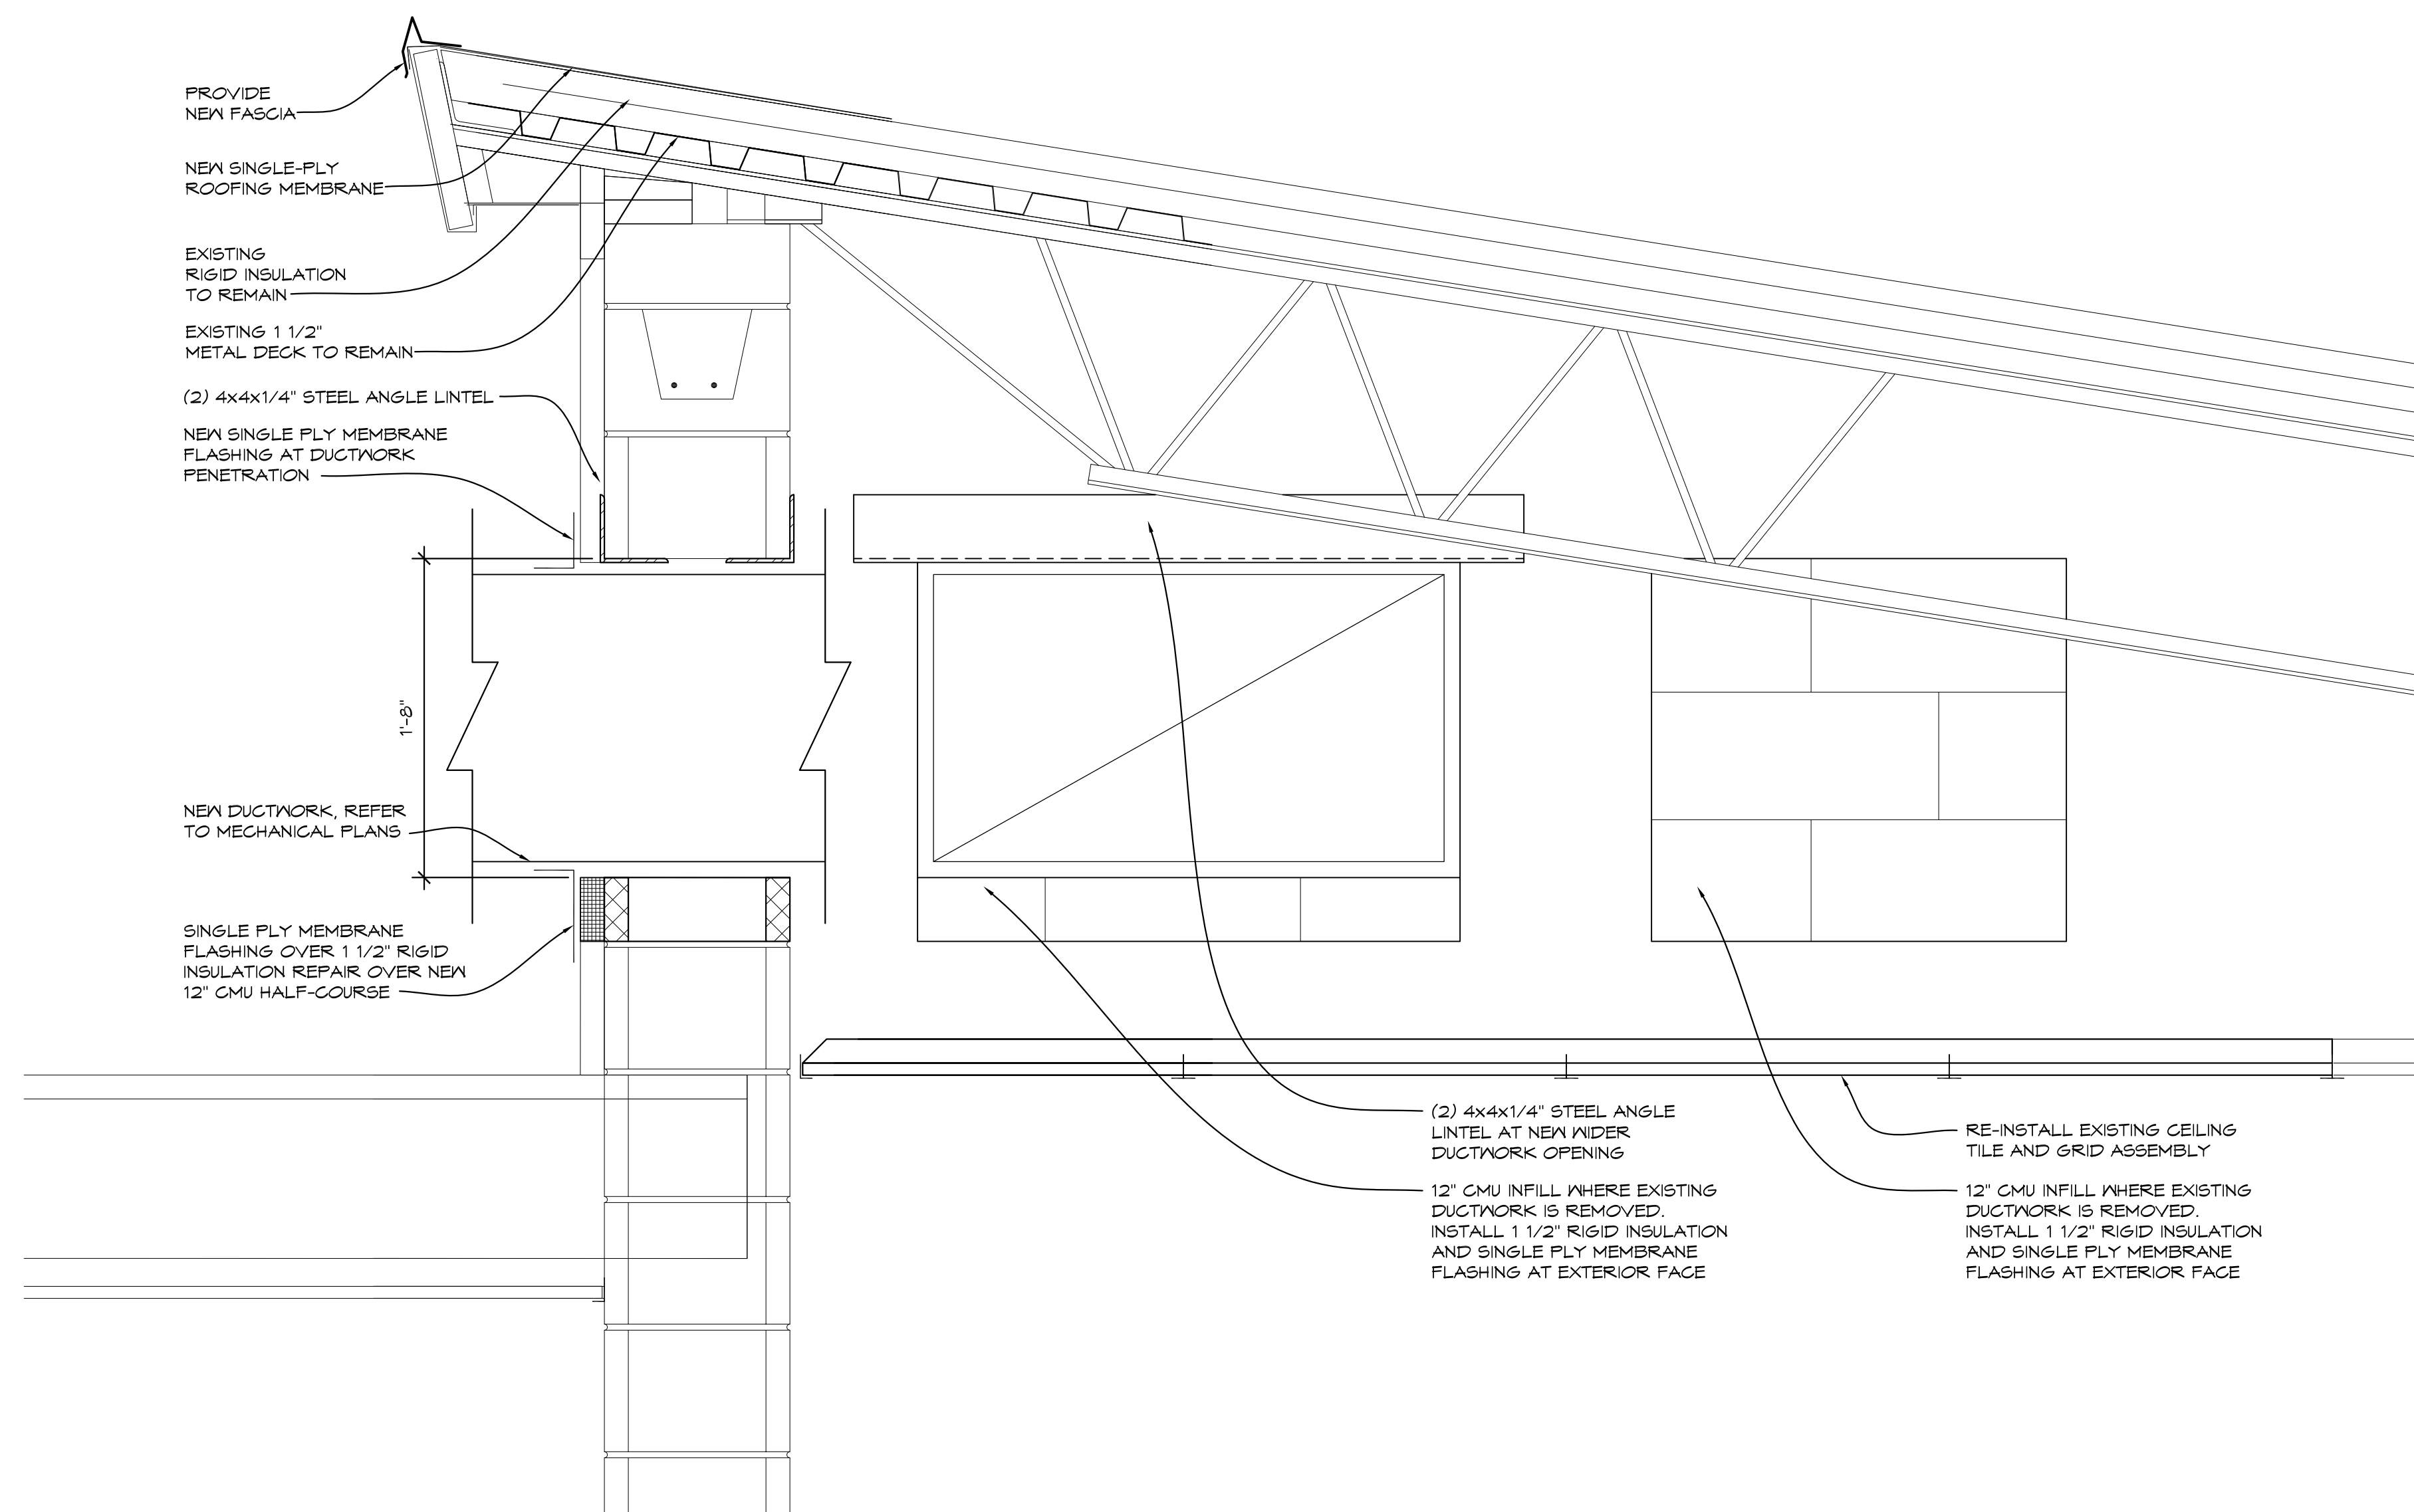 PROVIDE
NEW FASCIA
NEW SINGLE-PLY
ROOFING MEMBRANE
EXISTING
RIGID INSULATION
TO REMAIN
EXISTING 1 1/2"
METAL DECK TO REMAIN
(2) 4x4x1/4" STEEL ANGLE LINTEL
NEW SINGLE PLY MEMBRANE
FLASHING AT DUCTWORK
PENETRATION
1'-8"
NEW DUCTWORK, REFER
TO MECHANICAL PLANS
SINGLE PLY MEMBRANE
FLASHING OVER 1 1/2" RIGID
INSULATION REPAIR OVER NEW
12" CMU HALF-COURSE
(2) 4x4x1/4" STEEL ANGLE
LINTEL AT NEW WIDER
DUCTWORK OPENING
12" CMU INFILL WHERE EXISTING
DUCTWORK IS REMOVED.
INSTALL 1 1/2" RIGID INSULATION
AND SINGLE PLY MEMBRANE
FLASHING AT EXTERIOR FACE
RE-INSTALL EXISTING CEILING
TILE AND GRID ASSEMBLY
12" CMU INFILL WHERE EXISTING
DUCTWORK IS REMOVED.
INSTALL 1 1/2" RIGID INSULATION
AND SINGLE PLY MEMBRANE
FLASHING AT EXTERIOR FACE